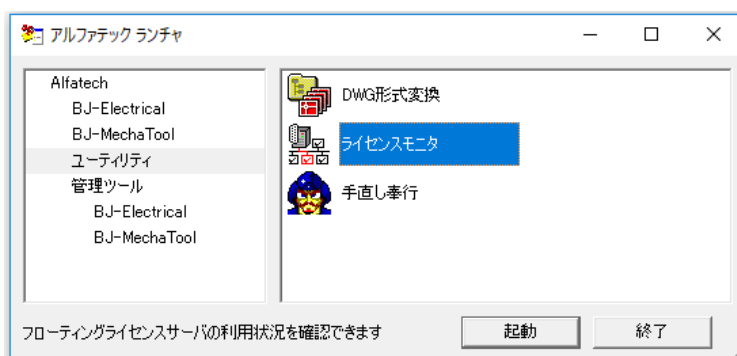 アルファテック ランチャ
Alfatech
BJ-Electrical
BJ-MechaTool
ユーティリティ
管理ツール
BJ-Electrical
BJ-MechaTool
DWG形式変換
ライセンスモニタ
手直し奉行
フローティングライセンスサーバの利用状況を確認できます
起動
終了